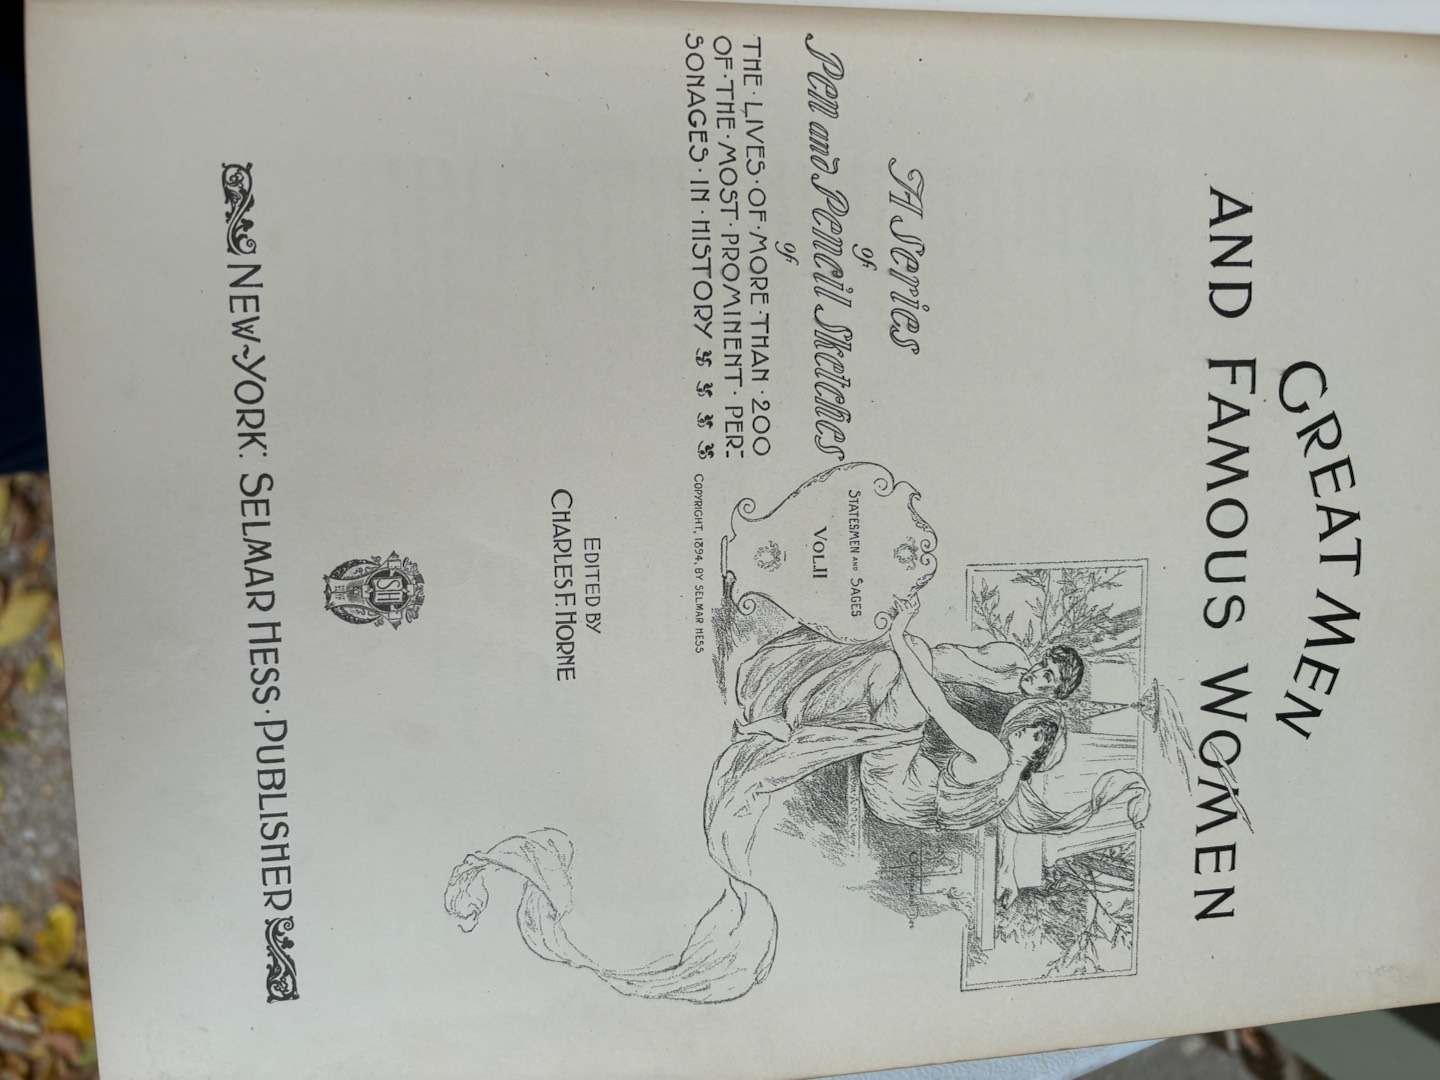 GREAT MEN
AND FAMOUS WOMEN
A Series
of
Pen and Pencil Sketches
of
THE·LIVES·OF·MORE·THAN·200
OF·THE·MOST·PROMINENT·PER-
SONAGES·IN·HISTORY
STATESMEN AND SAGES
VOL.II
COPYRIGHT, 1894, BY SELMAR HESS
EDITED BY
CHARLES F. HORNE
SH
NEW~YORK: SELMAR HESS·PUBLISHER